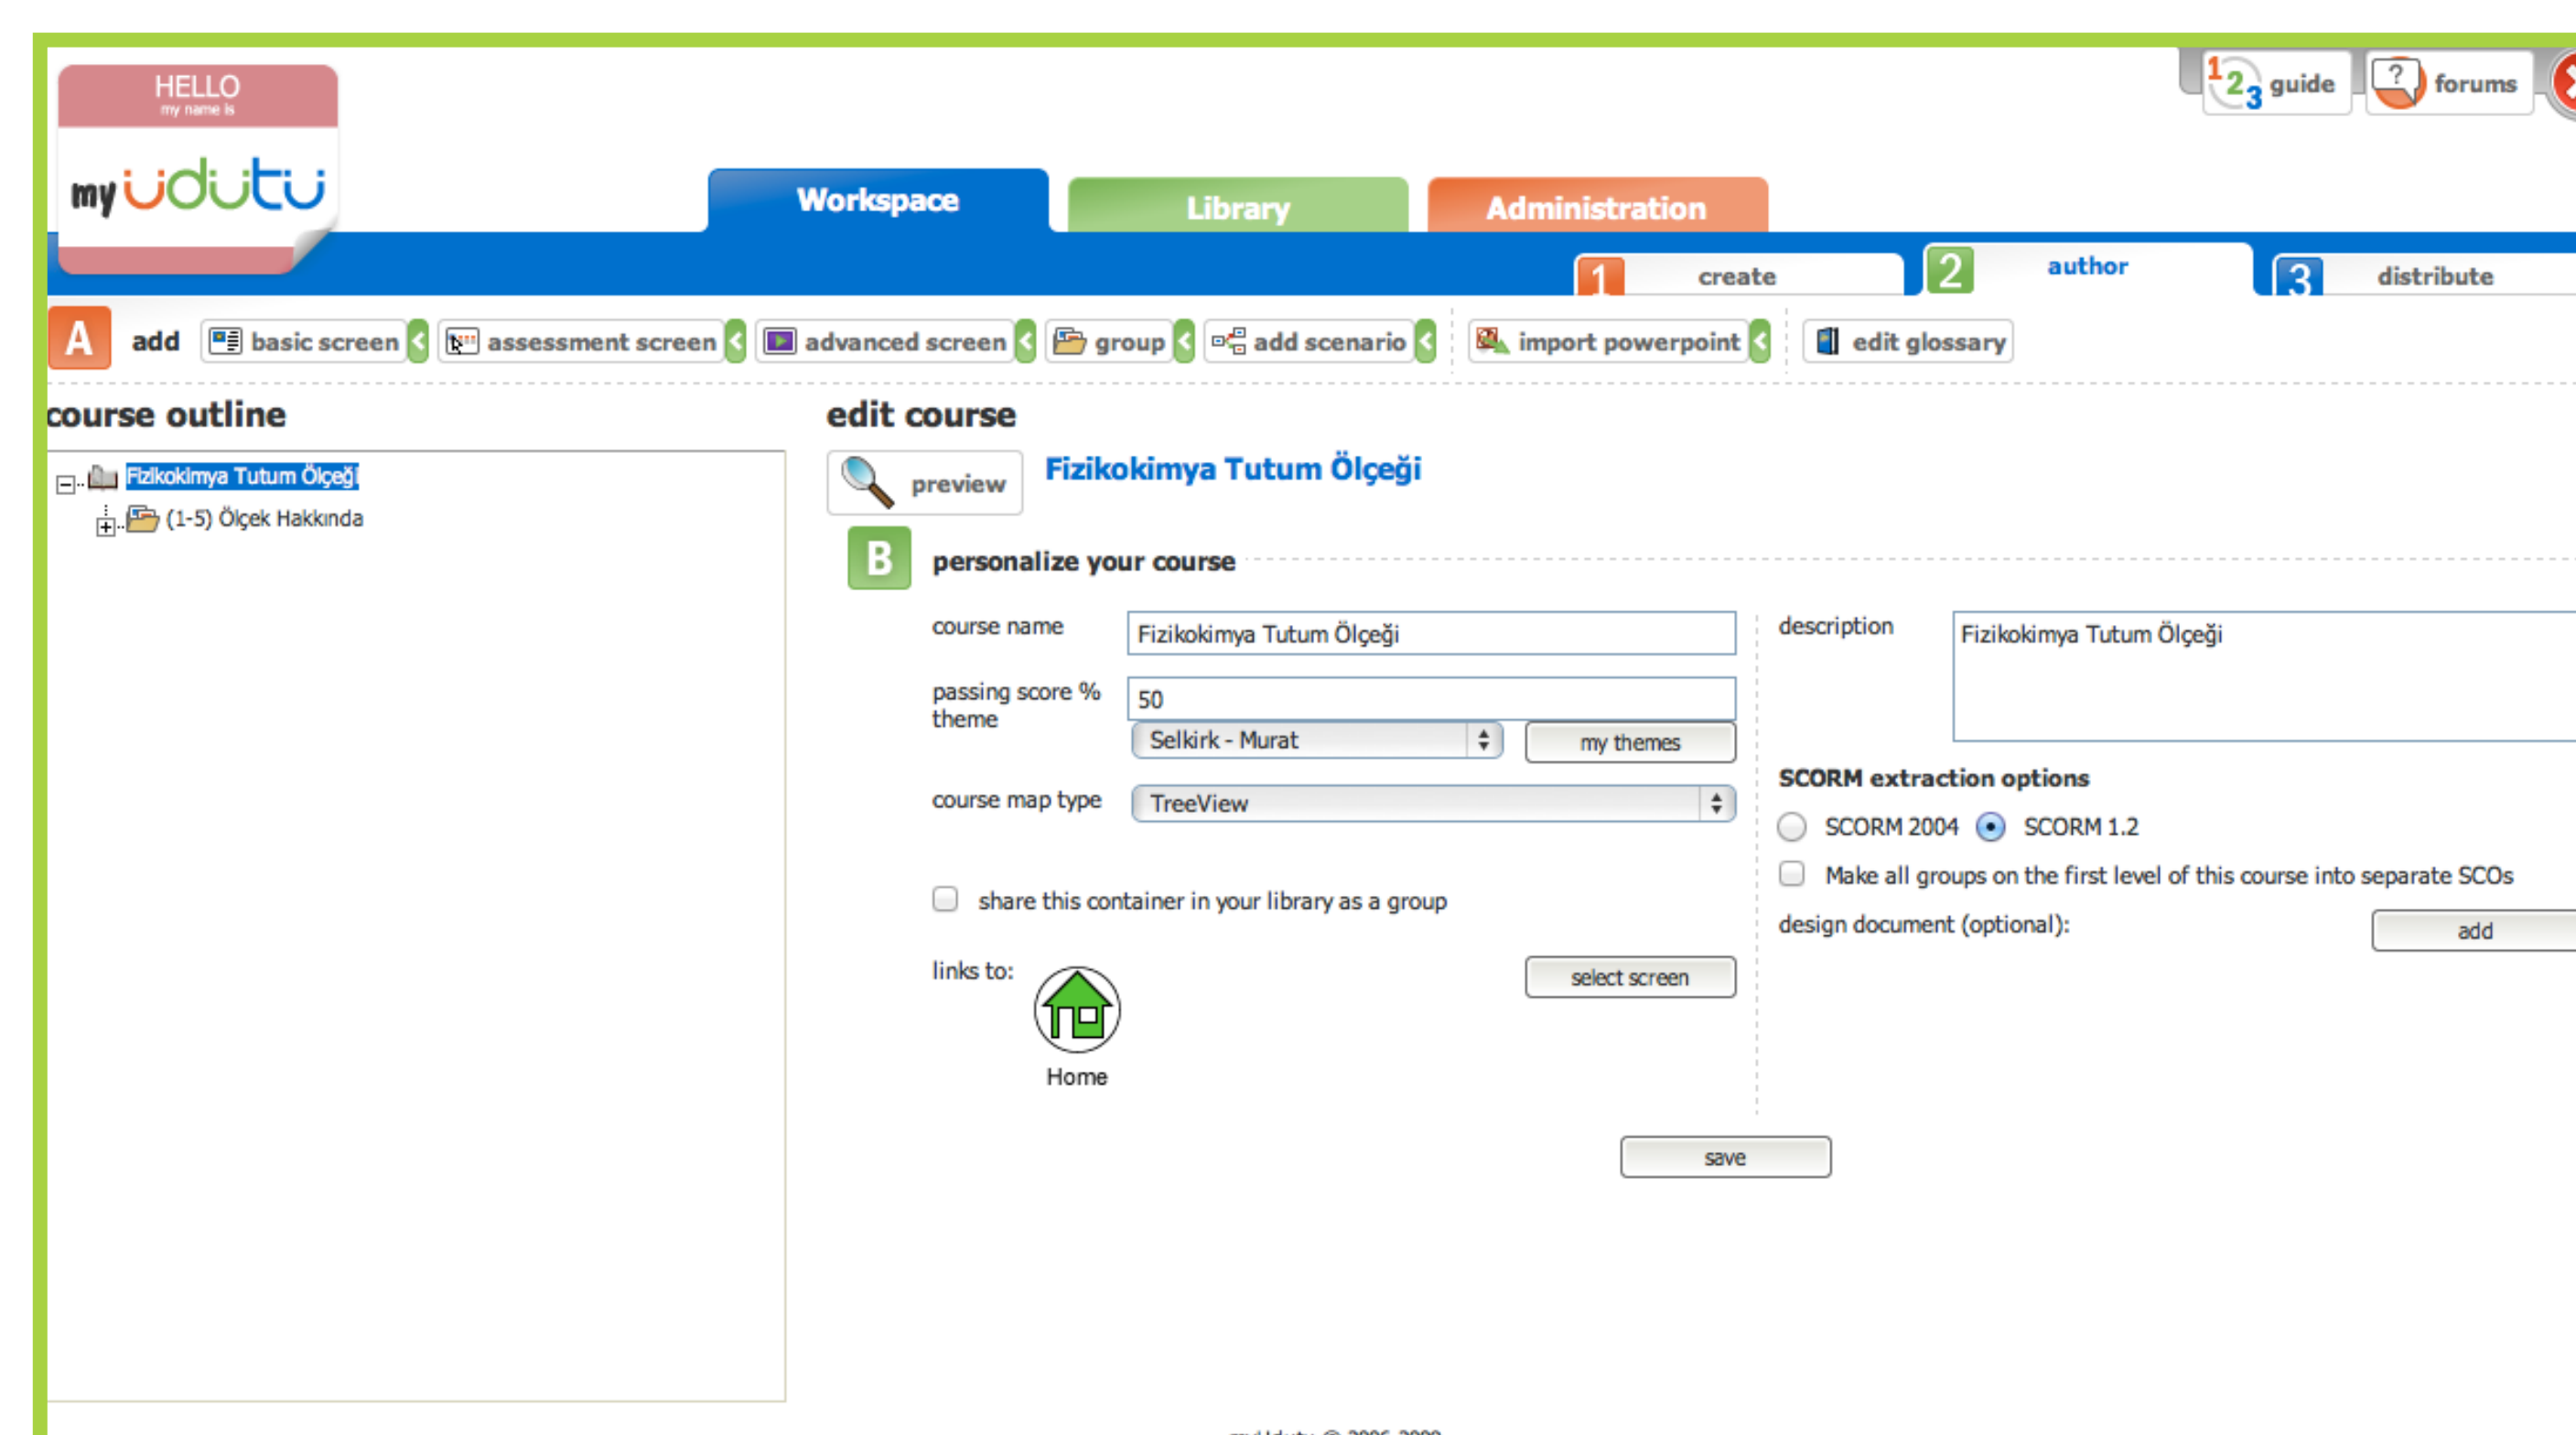 HELLO
my name is
my udutu
1 2 3 guide
? forums
Workspace
Library
Administration
1 create
2 author
3 distribute
A add basic screen assessment screen advanced screen group add scenario import powerpoint edit glossary
course outline
Fizikokimya Tutum Ölçeği
(1-5) Ölçek Hakkında
edit course
preview
Fizikokimya Tutum Ölçeği
B personalize your course
course name Fizikokimya Tutum Ölçeği
passing score % 50
theme Selkirk - Murat my themes
course map type TreeView
share this container in your library as a group
links to: select screen
Home
description Fizikokimya Tutum Ölçeği
SCORM extraction options
SCORM 2004 SCORM 1.2
Make all groups on the first level of this course into separate SCOs
design document (optional): add
save